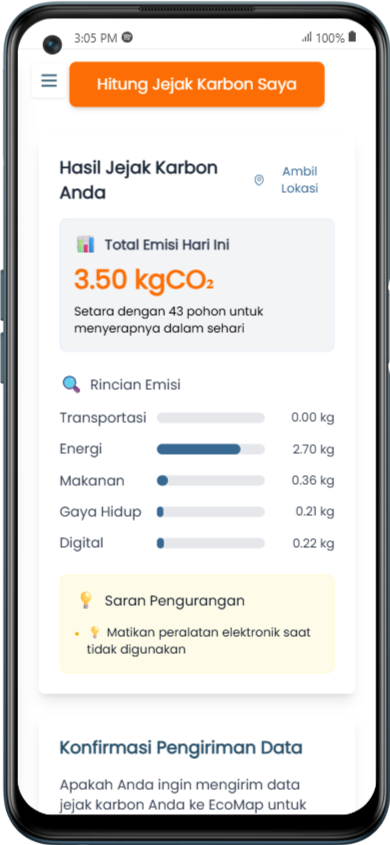 3:05 PM
100%
Hitung Jejak Karbon Saya
Hasil Jejak Karbon
Anda
Ambil
Lokasi
Total Emisi Hari Ini
3.50 kgCO₂
Setara dengan 43 pohon untuk
menyerapnya dalam sehari
Rincian Emisi
Transportasi 0.00 kg
Energi 2.70 kg
Makanan 0.36 kg
Gaya Hidup 0.21 kg
Digital 0.22 kg
Saran Pengurangan
Matikan peralatan elektronik saat
tidak digunakan
Konfirmasi Pengiriman Data
Apakah Anda ingin mengirim data
jejak karbon Anda ke EcoMap untuk